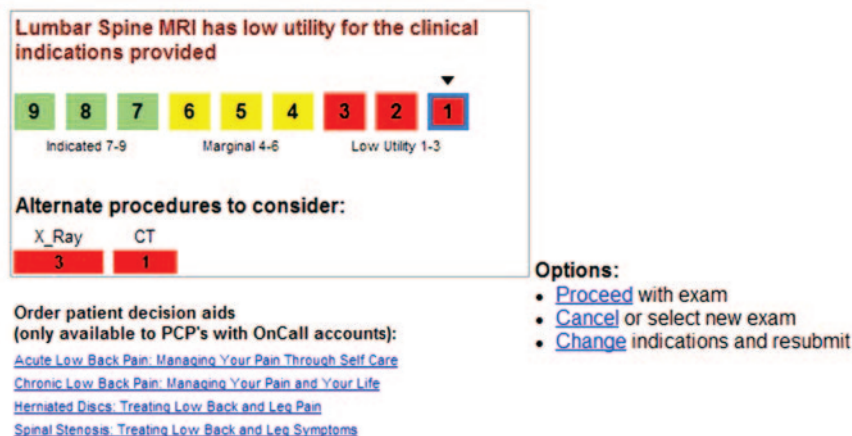 Lumbar Spine MRI has low utility for the clinical
indications provided
9 8 7 6 5 4 3 2 1
Indicated 7-9 Marginal 4-6 Low Utility 1-3
Alternate procedures to consider:
X_Ray CT
3 1
Order patient decision aids
(only available to PCP's with OnCall accounts):
Acute Low Back Pain: Managing Your Pain Through Self Care
Chronic Low Back Pain: Managing Your Pain and Your Life
Herniated Discs: Treating Low Back and Leg Pain
Spinal Stenosis: Treating Low Back and Leg Symptoms
Options:
• Proceed with exam
• Cancel or select new exam
• Change indications and resubmit